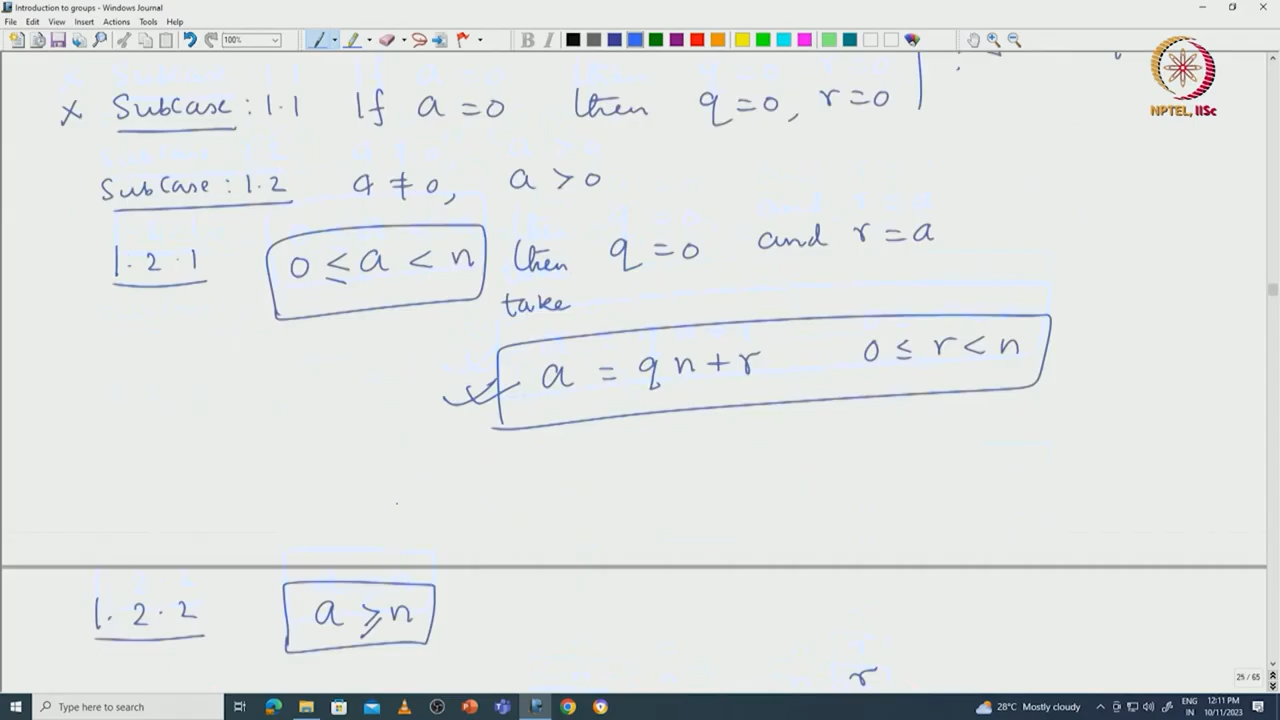 Introduction to groups - Windows Journal
File Edit View Insert Actions Tools Help
100%
B I
NPTEL, IISc
x Subcase : 1.1 If a = 0 then q = 0, r = 0
SubCase : 1.2 a ≠ 0, a > 0
1.2.1 0 ≤ a < n then q = 0 and r = a
take
a = q n + r 0 ≤ r < n
1.2.2 a ≥ n
r
29 / 65
Type here to search
28°C Mostly cloudy
ENG
IN
12:11 PM
10/11/2023